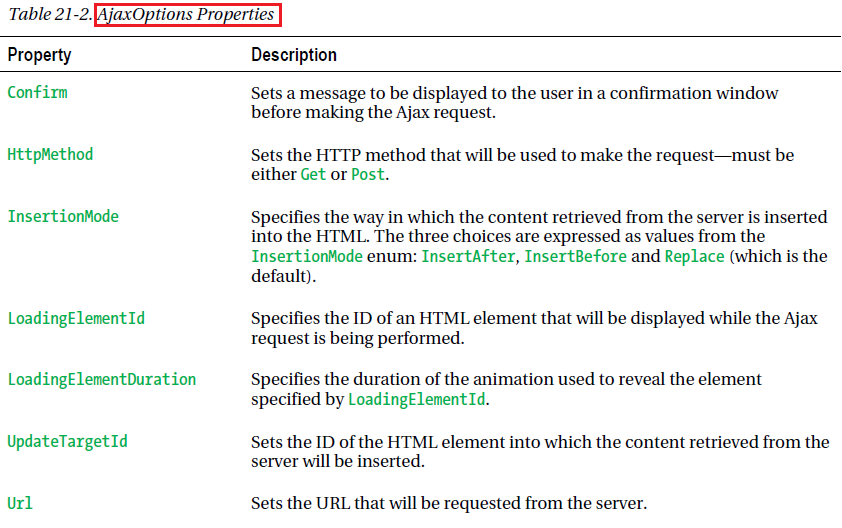 Table 21-2. AjaxOptions Properties
Property Description
Confirm Sets a message to be displayed to the user in a confirmation window
before making the Ajax request.
HttpMethod Sets the HTTP method that will be used to make the request—must be
either Get or Post.
InsertionMode Specifies the way in which the content retrieved from the server is inserted
into the HTML. The three choices are expressed as values from the
InsertionMode enum: InsertAfter, InsertBefore and Replace (which is the
default).
LoadingElementId Specifies the ID of an HTML element that will be displayed while the Ajax
request is being performed.
LoadingElementDuration Specifies the duration of the animation used to reveal the element
specified by LoadingElementId.
UpdateTargetId Sets the ID of the HTML element into which the content retrieved from the
server will be inserted.
Url Sets the URL that will be requested from the server.